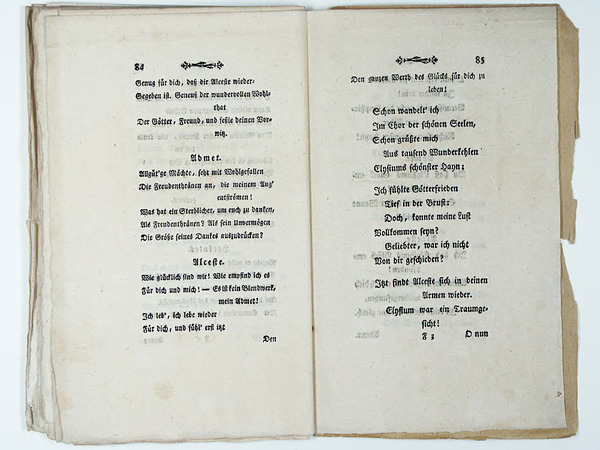 84
Genug für dich, daß dir Alceste wieder-
Gegeben ist. Geneuß der wundervollen Wohl-
that
Der Götter, Freund, und feßle deinen Vor-
witz.
Admet.
Allgüt'ge Mächte, seht mit Wohlgefallen
Die Freudenthränen an, die meinem Aug'
entströmen!
Was hat ein Sterblicher, um euch zu danken,
Als Freudenthränen? Als sein Unvermögen
Die Größe seines Dankes auszudrücken?
Alceste.
Wie glücklich sind wir! Wie empfind ich es
Für dich und mich! — Es ist kein Blendwerk,
mein Admet!
Ich leb', ich lebe wieder
Für dich, und fühl' erst itzt
Den
85
Den ganzen Werth des Glücks für dich zu
leben!
Schon wandelt' ich
Im Chor der schönen Seelen,
Schon grüßte mich
Aus tausend Wunderkehlen
Elysiums schönster Hayn;
Ich fühlte Götterfrieden
Tief in der Brust:
Doch, konnte meine Lust
Vollkommen seyn?
Geliebter, war ich nicht
Von dir geschieden?
Itzt findt Alceste sich in deinen
Armen wieder.
Elysium war ein Traumge-
sicht!
F 3
O nun